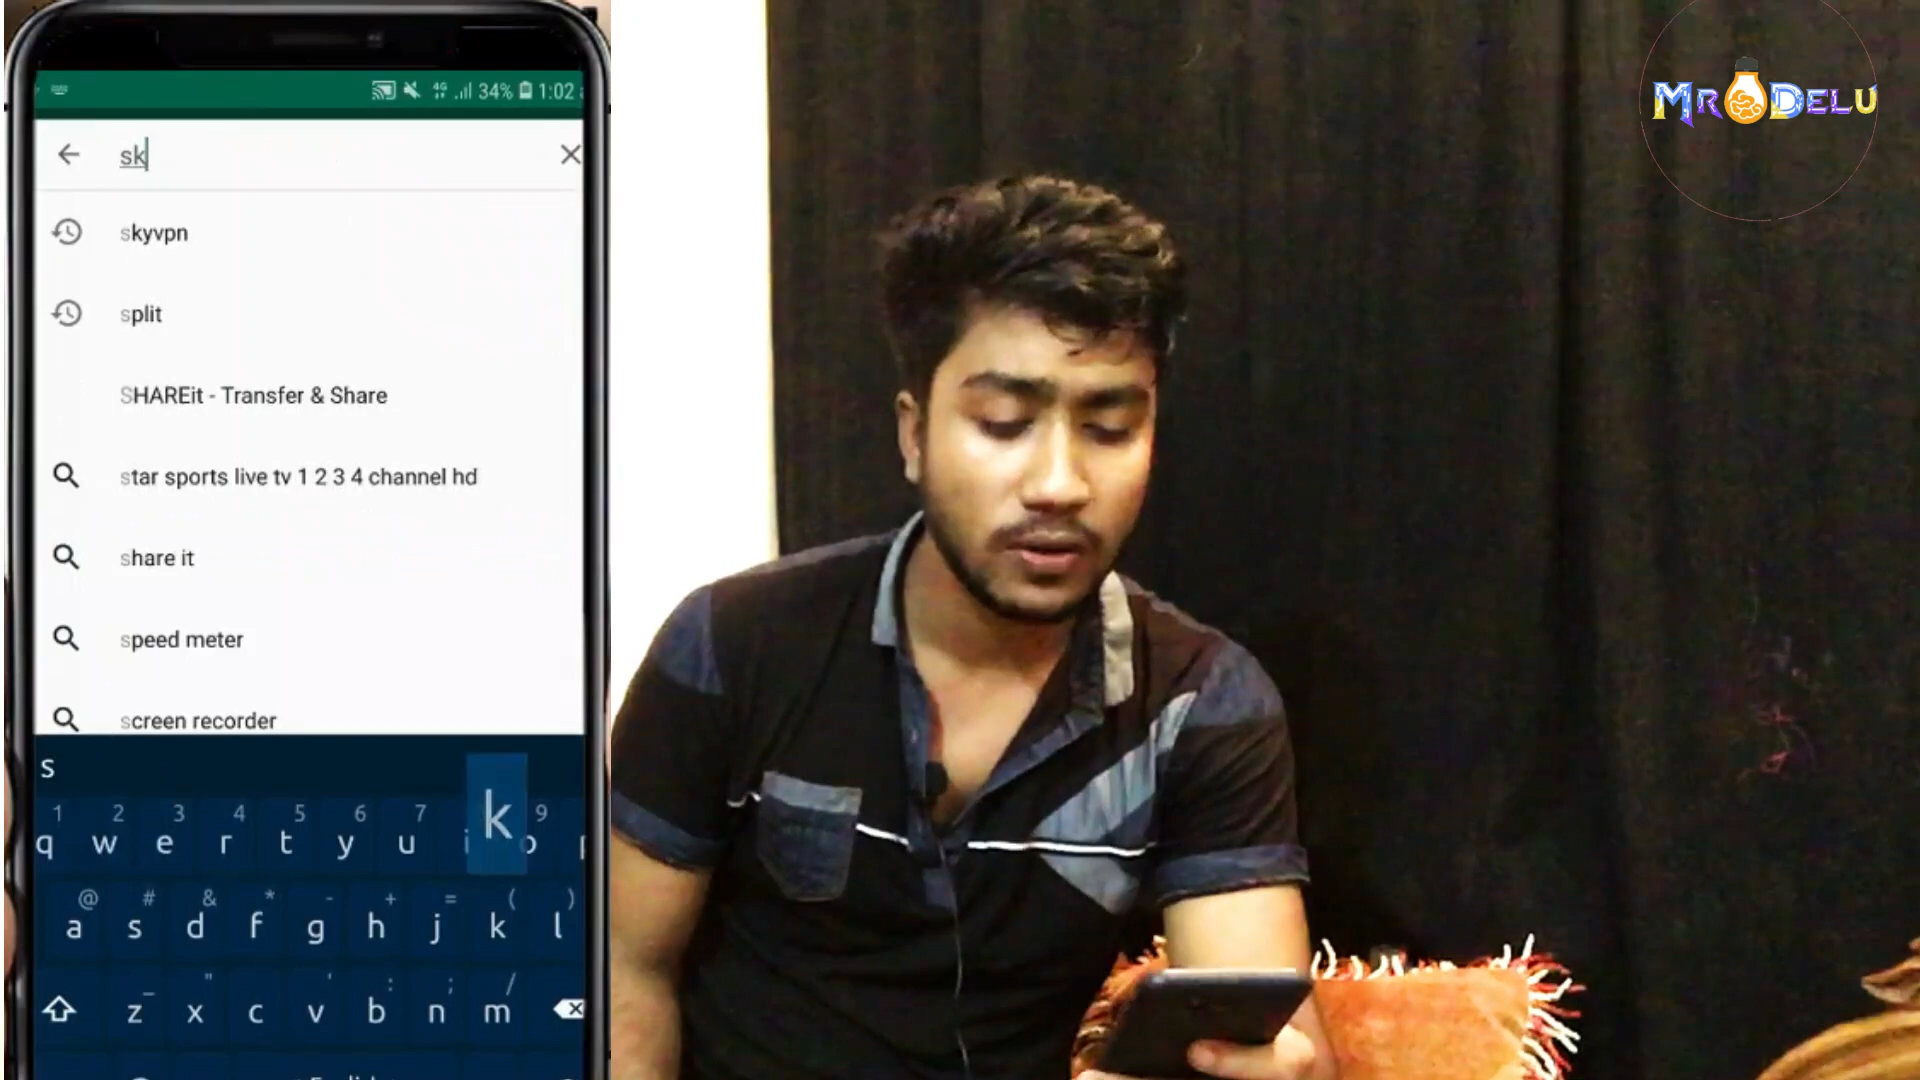 4G 34% 1:02
MR DELU
sk
skyvpn
split
SHAREit - Transfer & Share
star sports live tv 1 2 3 4 channel hd
share it
speed meter
screen recorder
s
k
1 2 3 4 5 6 7 9
q w e r t y u i o
@ # & * - + = ( )
a s d f g h j k l
_ " ' : ; /
z x c v b n m